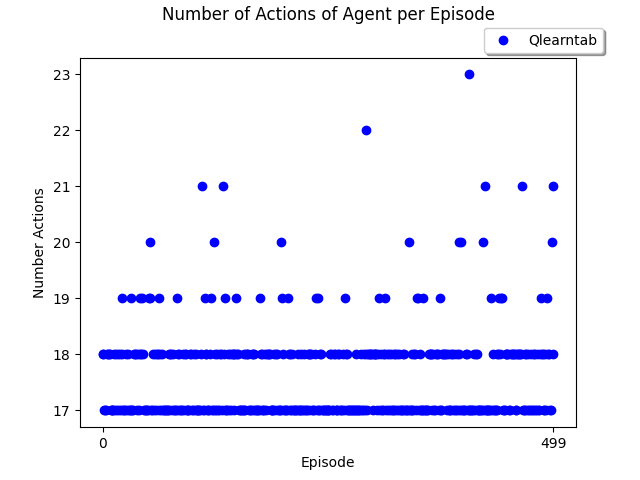 Number of Actions of Agent per Episode
Qlearntab
23
22
21
20
19
18
17
Number Actions
0
499
Episode